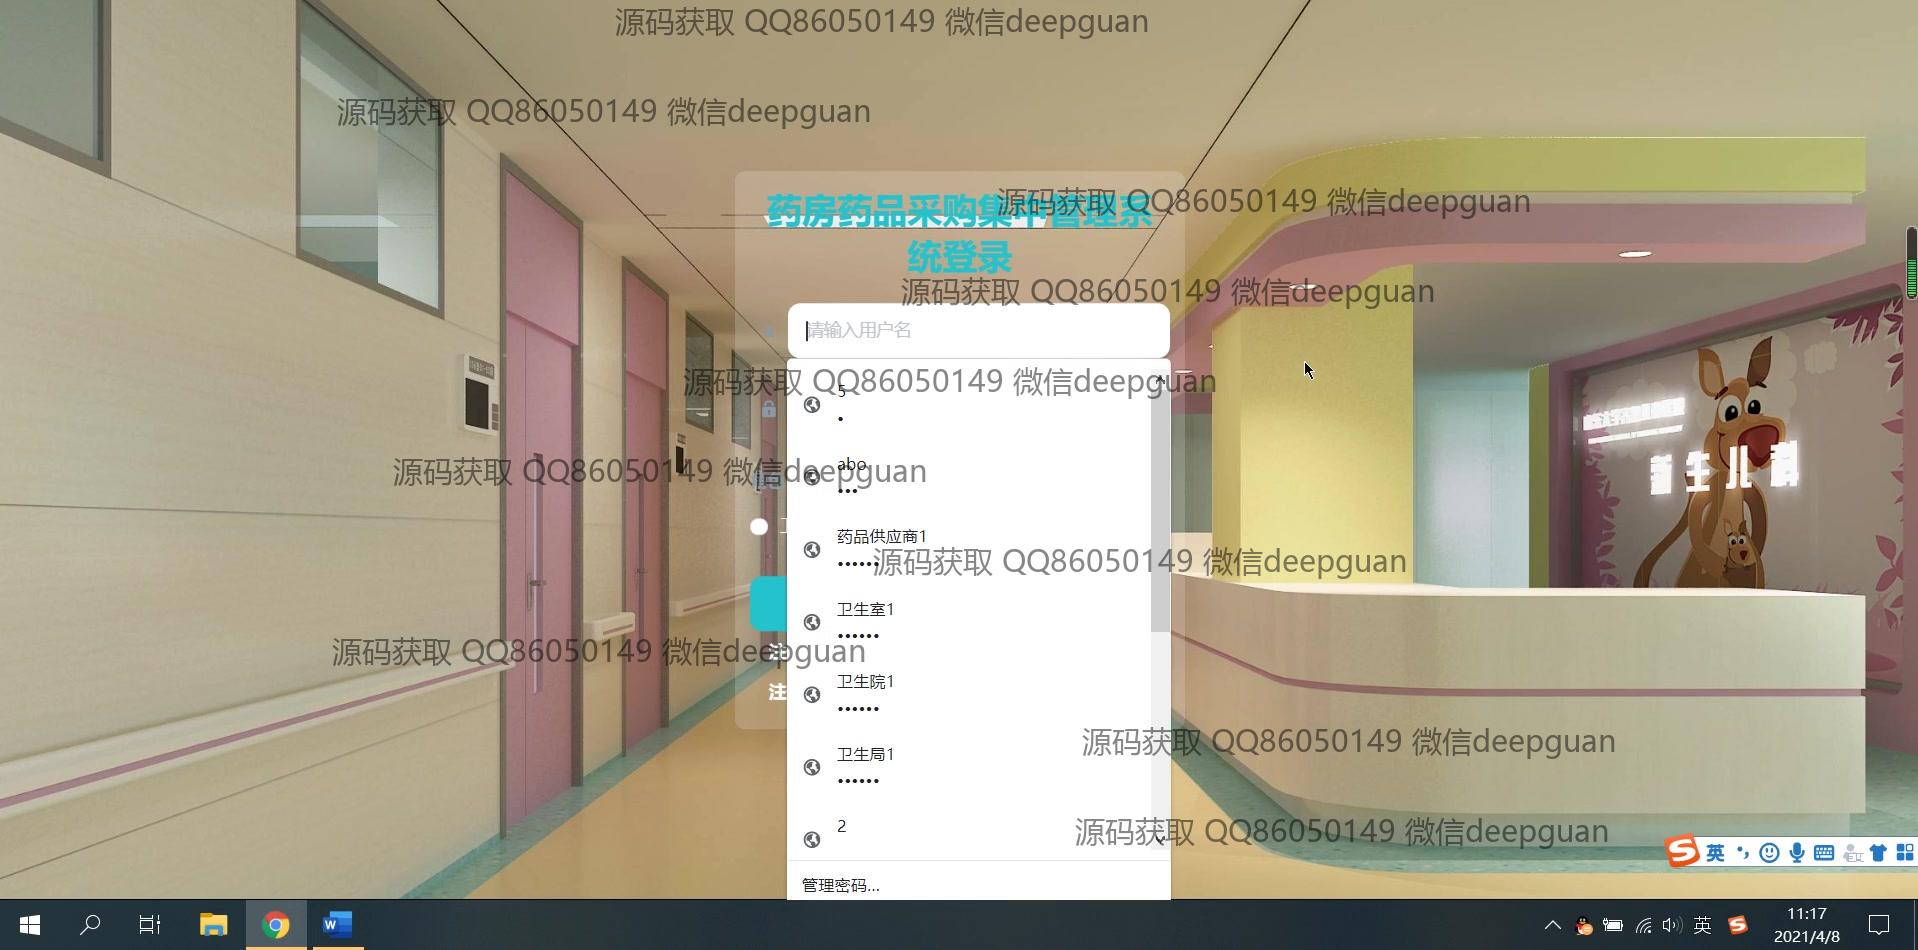 源码获取 QQ86050149 微信deepguan
源码获取 QQ86050149 微信deepguan
源码获取 QQ86050149 微信deepguan
药房药品采购集中管理系
统登录
源码获取 QQ86050149 微信deepguan
请输入用户名
源码获取 QQ86050149 微信deepguan
5
•
源码获取 QQ86050149 微信deepguan
abo
•••
药品供应商1
••••••
源码获取 QQ86050149 微信deepguan
卫生室1
••••••
源码获取 QQ86050149 微信deepguan
注
卫生院1
••••••
注
源码获取 QQ86050149 微信deepguan
卫生局1
••••••
2
源码获取 QQ86050149 微信deepguan
管理密码...
蒲生儿科
英
W
英
11:17
2021/4/8